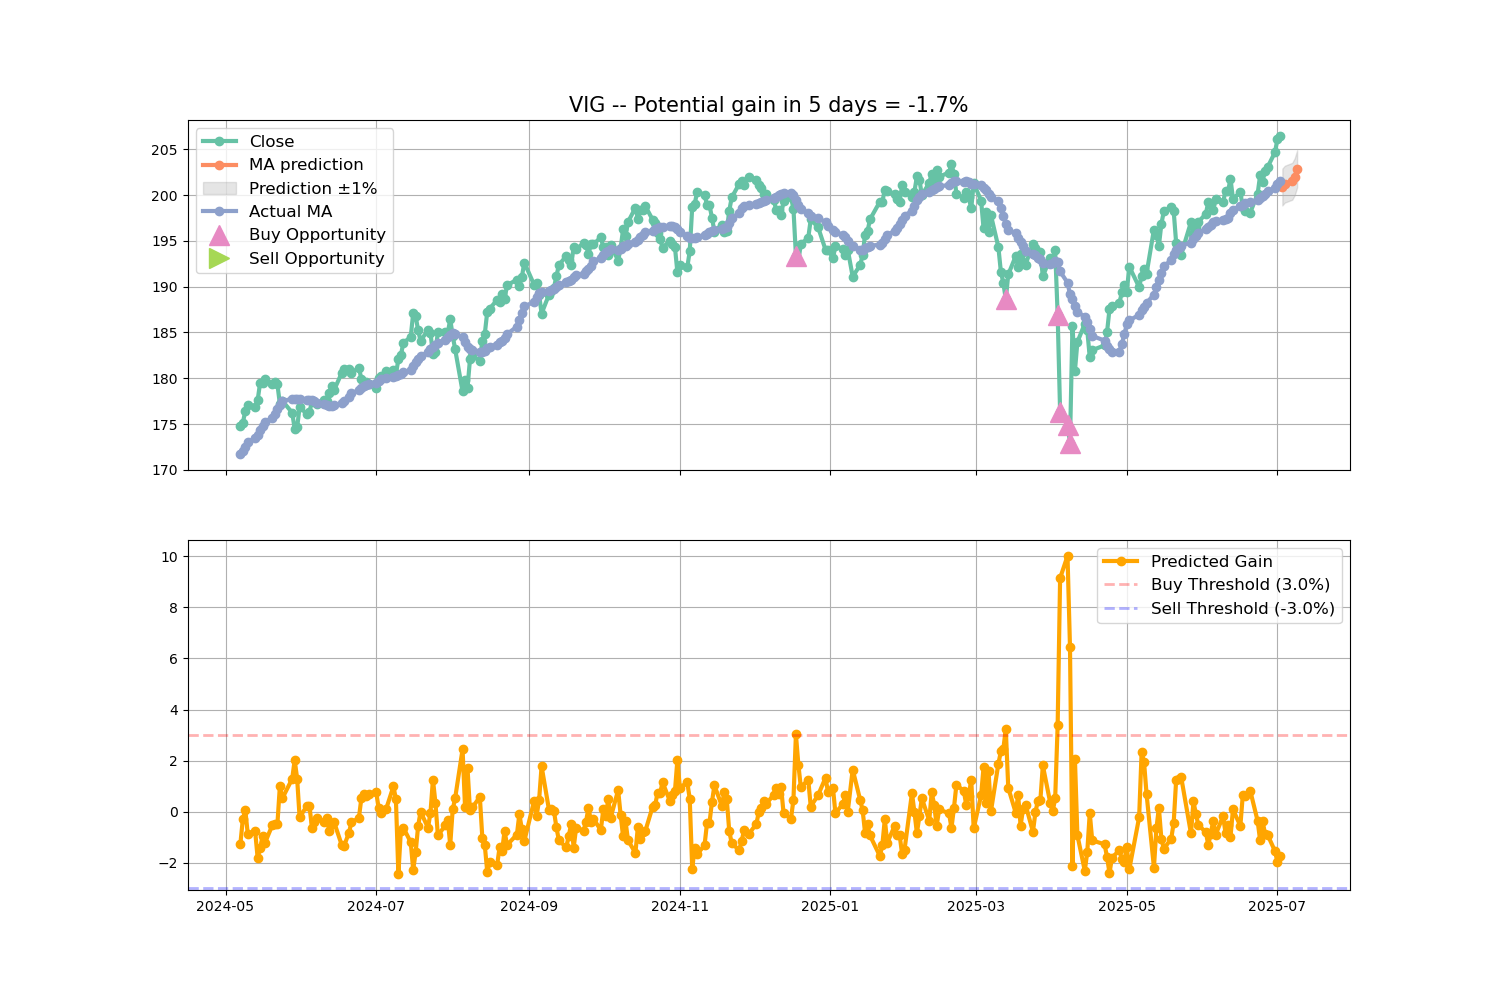 VIG -- Potential gain in 5 days = -1.7%
Close
MA prediction
Prediction ±1%
Actual MA
Buy Opportunity
Sell Opportunity
205
200
195
190
185
180
175
170
Predicted Gain
Buy Threshold (3.0%)
Sell Threshold (-3.0%)
10
8
6
4
2
0
−2
2024-05 2024-07 2024-09 2024-11 2025-01 2025-03 2025-05 2025-07